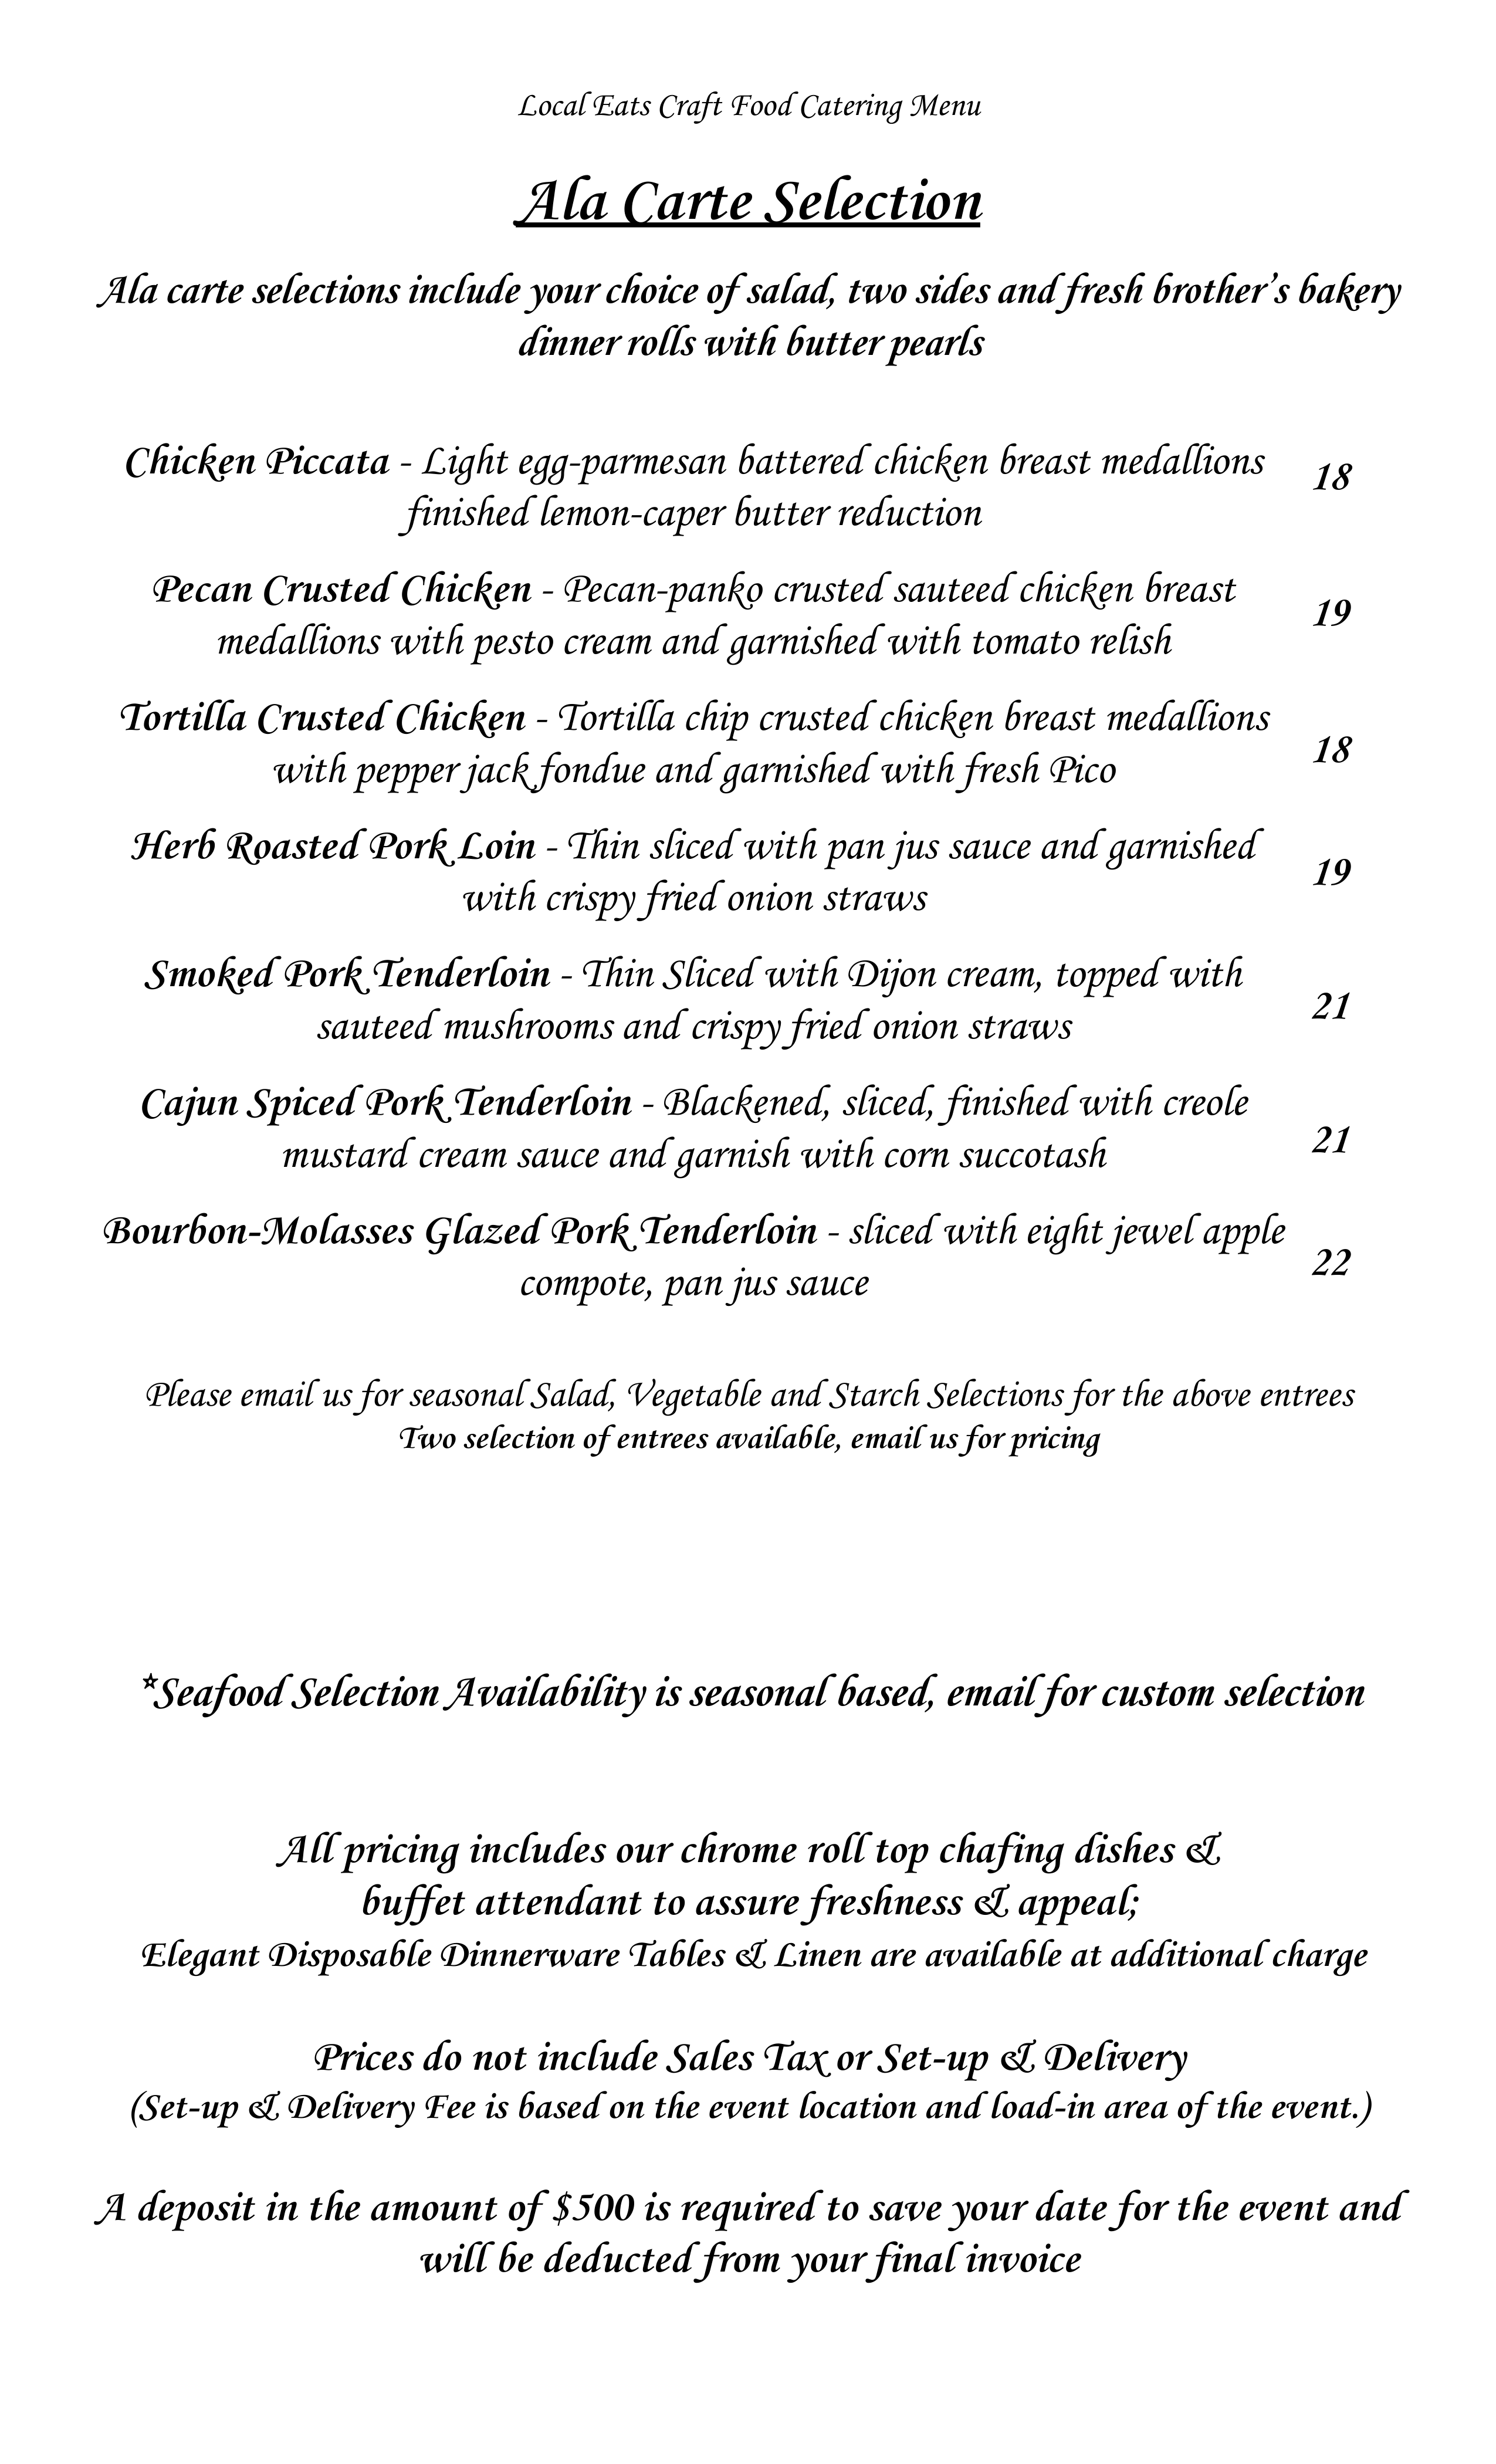 Local Eats Craft Food Catering Menu
Ala Carte Selection
Ala carte selections include your choice of salad, two sides and fresh brother's bakery
dinner rolls with butter pearls
Chicken Piccata - Light egg-parmesan battered chicken breast medallions
finished lemon-caper butter reduction
18
Pecan Crusted Chicken - Pecan-panko crusted sauteed chicken breast
medallions with pesto cream and garnished with tomato relish
19
Tortilla Crusted Chicken - Tortilla chip crusted chicken breast medallions
with pepper jack fondue and garnished with fresh Pico
18
Herb Roasted Pork Loin - Thin sliced with pan jus sauce and garnished
with crispy fried onion straws
19
Smoked Pork Tenderloin - Thin Sliced with Dijon cream, topped with
sauteed mushrooms and crispy fried onion straws
21
Cajun Spiced Pork Tenderloin - Blackened, sliced, finished with creole
mustard cream sauce and garnish with corn succotash
21
Bourbon-Molasses Glazed Pork Tenderloin - sliced with eight jewel apple
compote, pan jus sauce
22
Please email us for seasonal Salad, Vegetable and Starch Selections for the above entrees
Two selection of entrees available, email us for pricing
*Seafood Selection Availability is seasonal based, email for custom selection
All pricing includes our chrome roll top chafing dishes &
buffet attendant to assure freshness & appeal;
Elegant Disposable Dinnerware Tables & Linen are available at additional charge
Prices do not include Sales Tax or Set-up & Delivery
(Set-up & Delivery Fee is based on the event location and load-in area of the event.)
A deposit in the amount of $500 is required to save your date for the event and
will be deducted from your final invoice